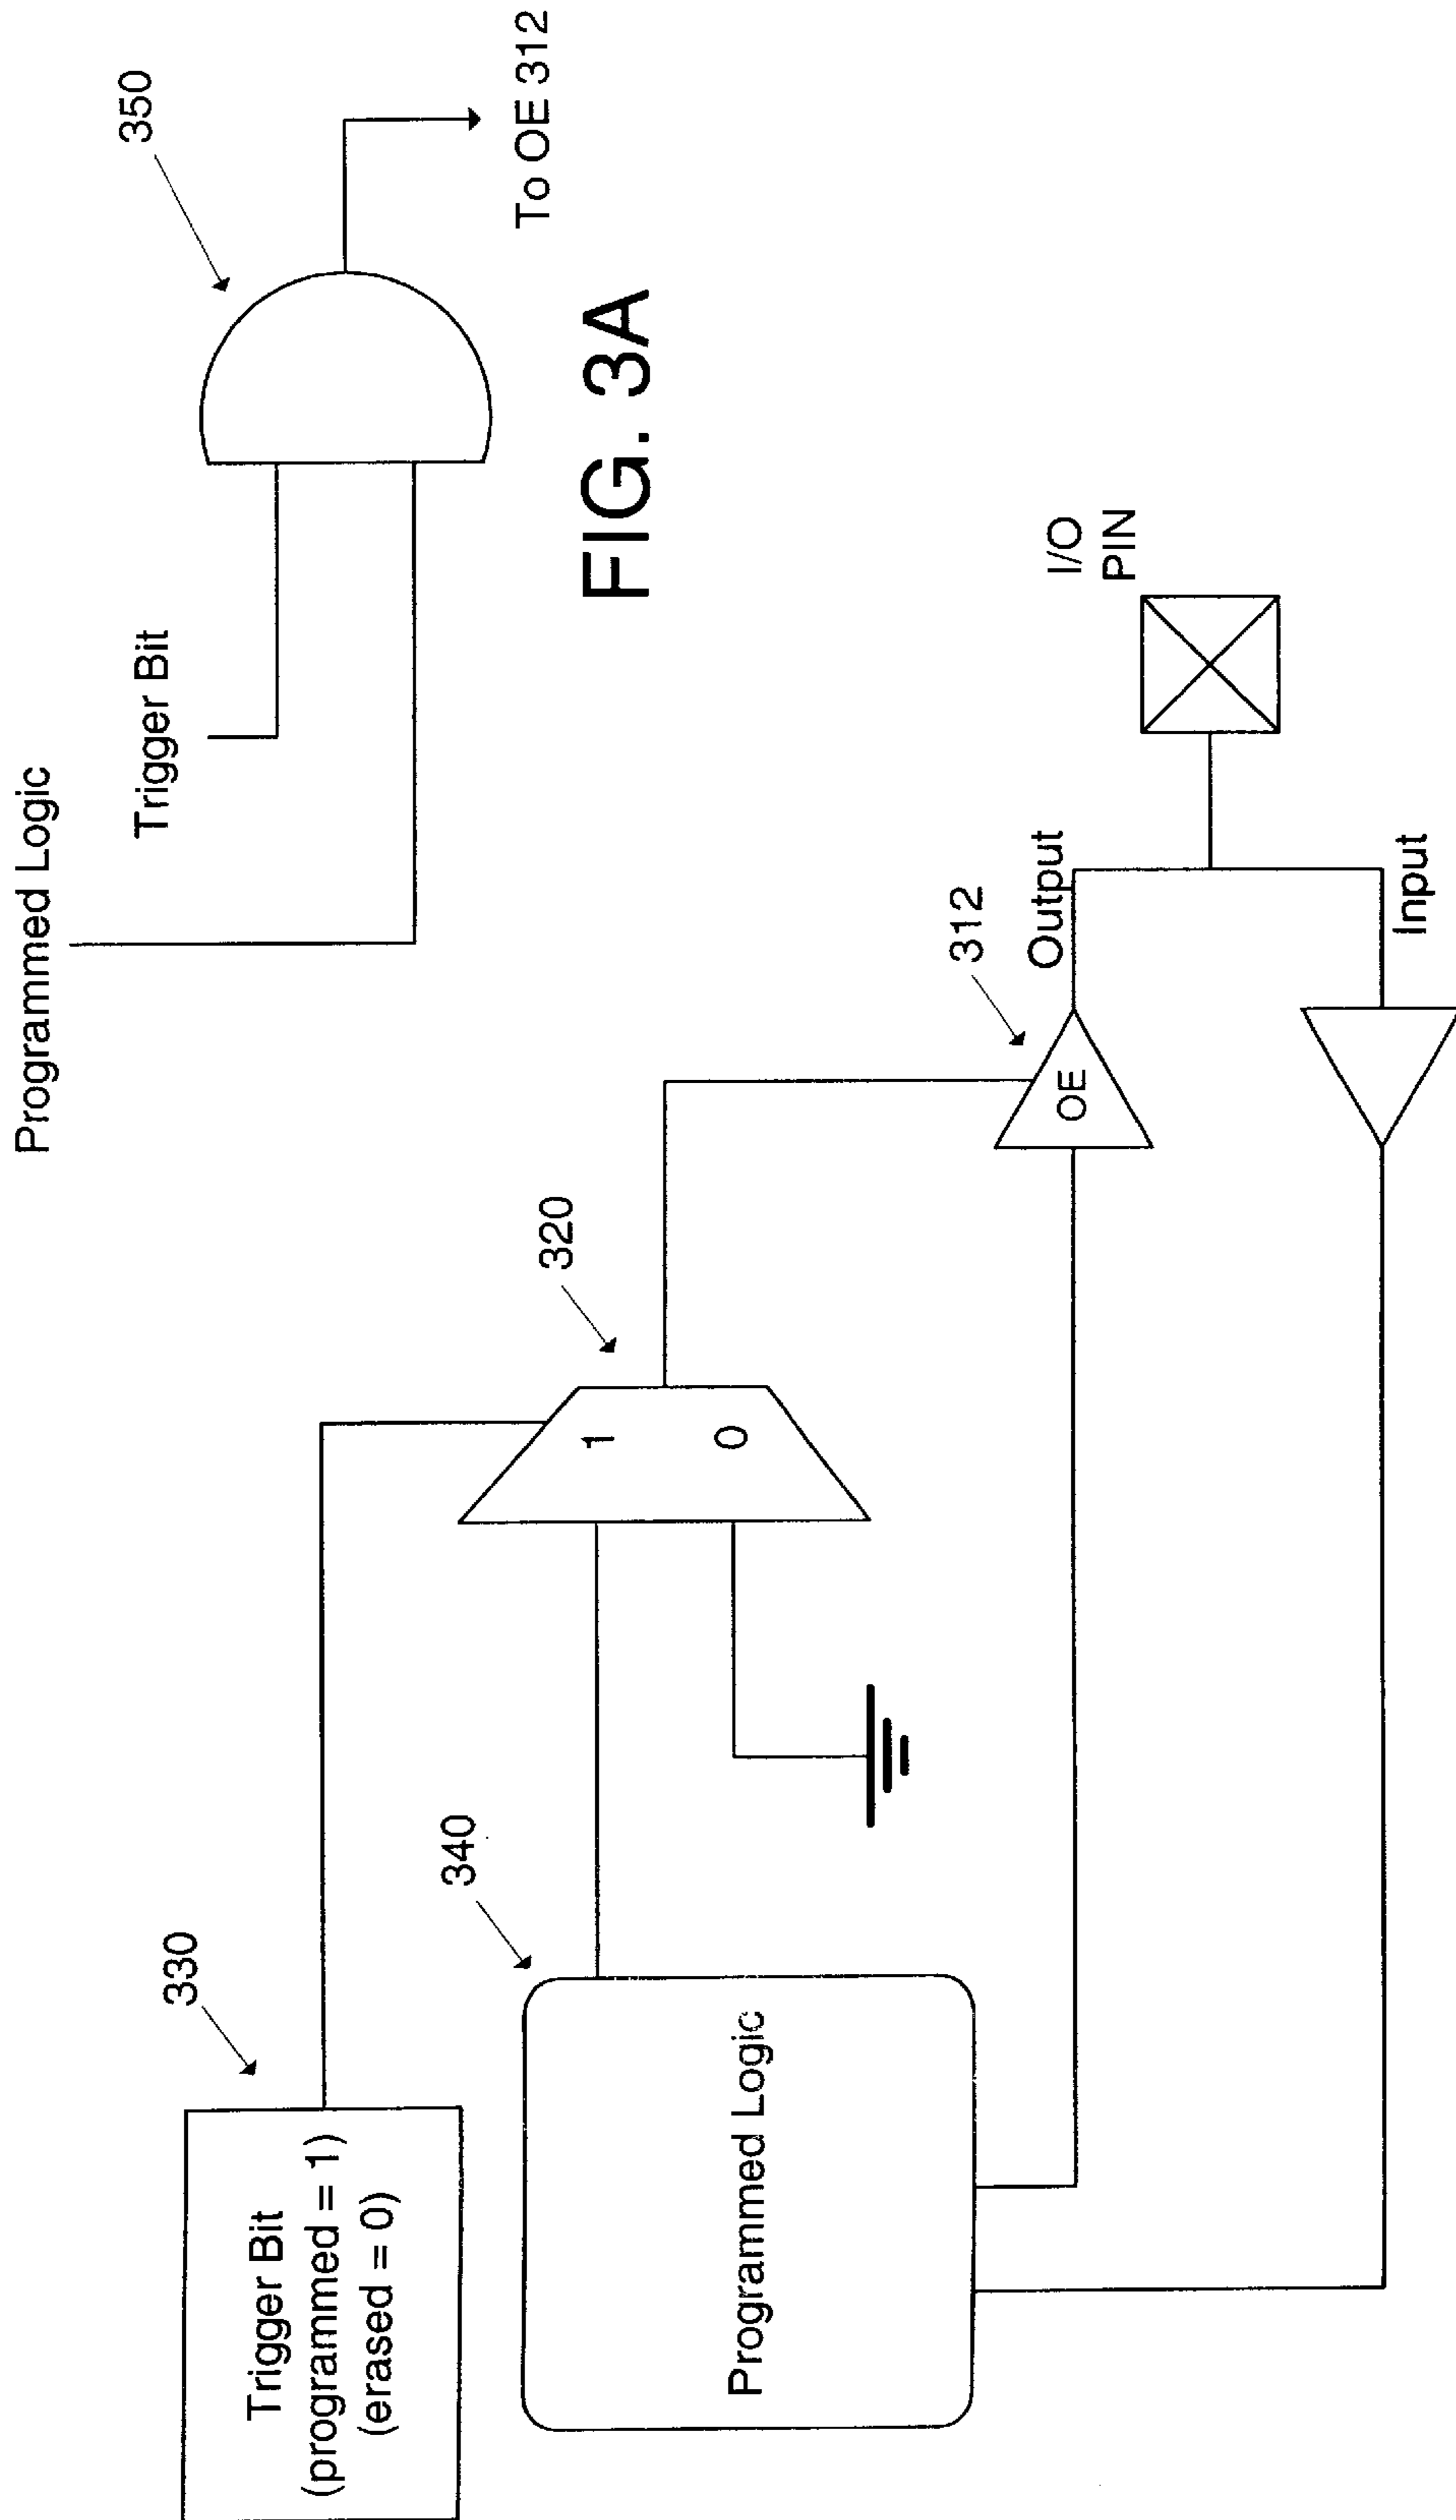 Programmed Logic
Trigger Bit
350
To OE 312
FIG. 3A
330
Trigger Bit
(programmed = 1)
(erased = 0)
340
Programmed Logic
320
1
0
312
OE
Output
Input
I/O
PIN